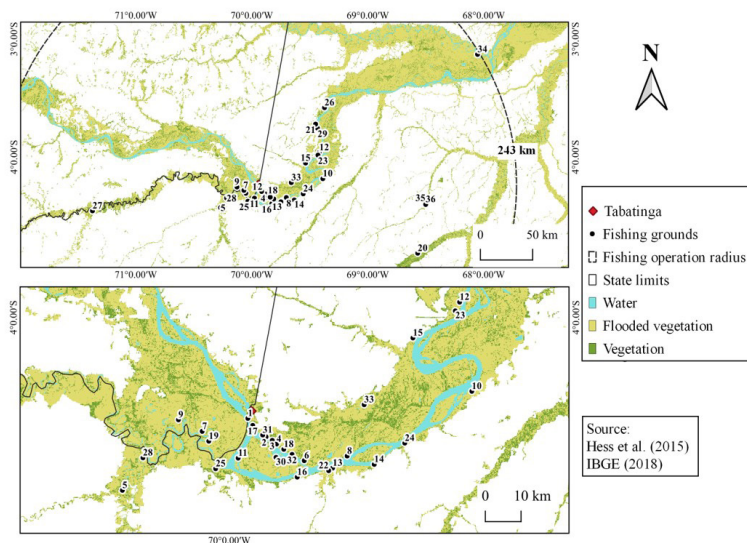 71°0.00'W 70°0.00'W 69°0.00'W 68°0.00'W
3°0.00'S
34
26
21
29
12
23
15
10
243 km
33
24
9 7
12 18
28
5
25 11 4
16 13 8 14
27
35 36
20
4°0.00'S
4°0.00'S
0 50 km
71°0.00'W 70°0.00'W 69°0.00'W 68°0.00'W
4°0.00'S
4°0.00'S
12
23
15
10
33
1
9
7
19
17
31
2 3 4
18
24
28
11
30 32 6
8
25
22 13
14
16
5
0 10 km
70°0.00'W
N
Tabatinga
Fishing grounds
Fishing operation radius
State limits
Water
Flooded vegetation
Vegetation
Source:
Hess et al. (2015)
IBGE (2018)